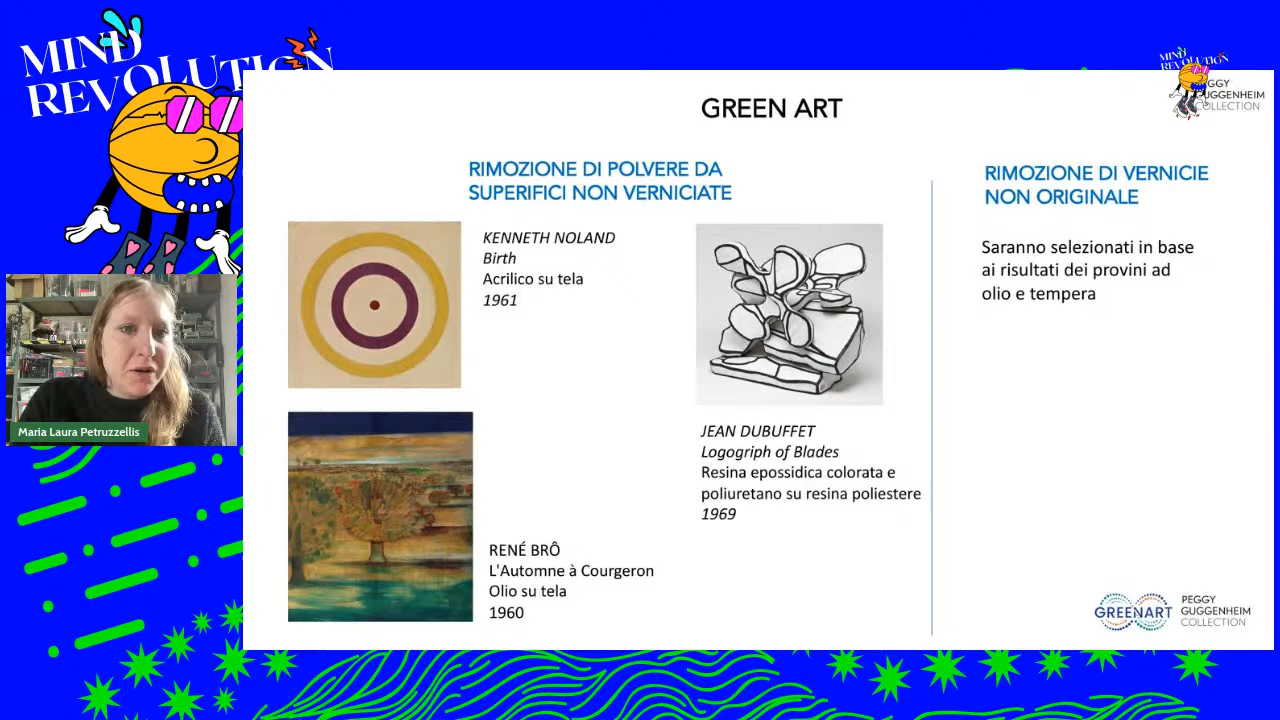 MIND
REVOLUTION
MIND
REVOLUTION
GUGGENHEIM
COLLECTION
GREEN ART
RIMOZIONE DI POLVERE DA
SUPERIFICI NON VERNICIATE
KENNETH NOLAND
Birth
Acrilico su tela
1961
JEAN DUBUFFET
Logogriph of Blades
Resina epossidica colorata e
poliuretano su resina poliestere
1969
RENÉ BRÔ
L'Automne à Courgeron
Olio su tela
1960
RIMOZIONE DI VERNICIE
NON ORIGINALE
Saranno selezionati in base
ai risultati dei provini ad
olio e tempera
Maria Laura Petruzzellis
GREENART
PEGGY
GUGGENHEIM
COLLECTION